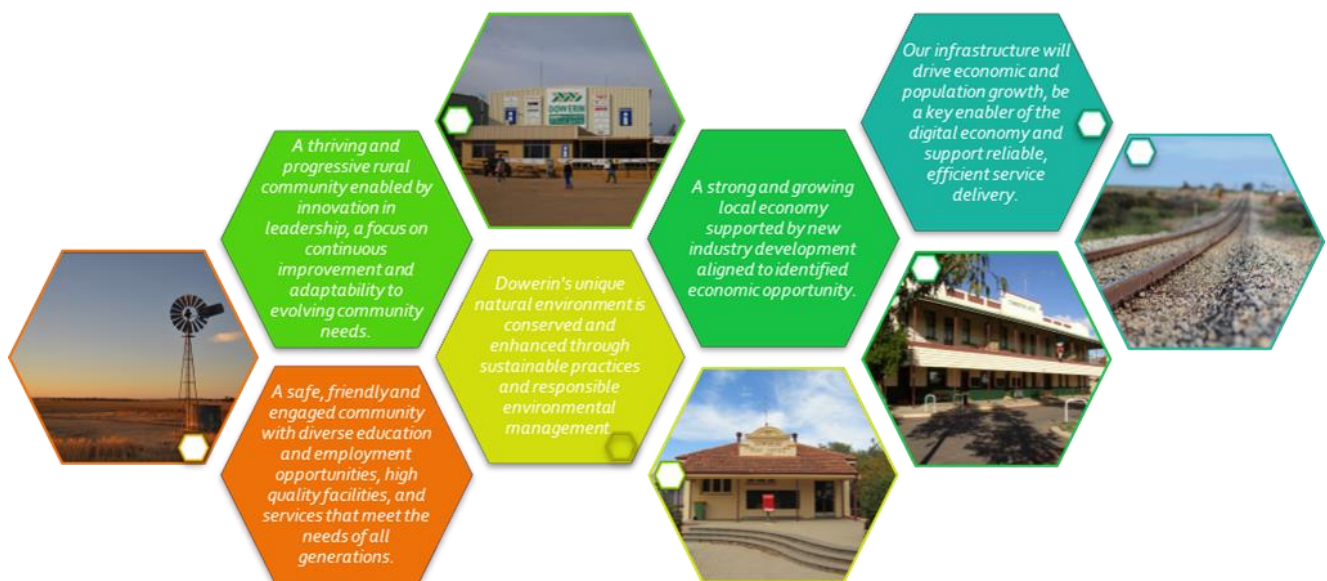 A thriving and
progressive rural
community enabled by
innovation in
leadership, a focus on
continuous
improvement and
adaptability to
evolving community
needs.
A safe, friendly and
engaged community
with diverse education
and employment
opportunities, high
quality facilities, and
services that meet the
needs of all
generations.
DOWERIN
Dowerin's unique
natural environment is
conserved and
enhanced through
sustainable practices
and responsible
environmental
management
A strong and growing
local economy
supported by new
industry development
aligned to identified
economic opportunity.
Our infrastructure will
drive economic and
population growth, be
a key enabler of the
digital economy and
support reliable,
efficient service
delivery.